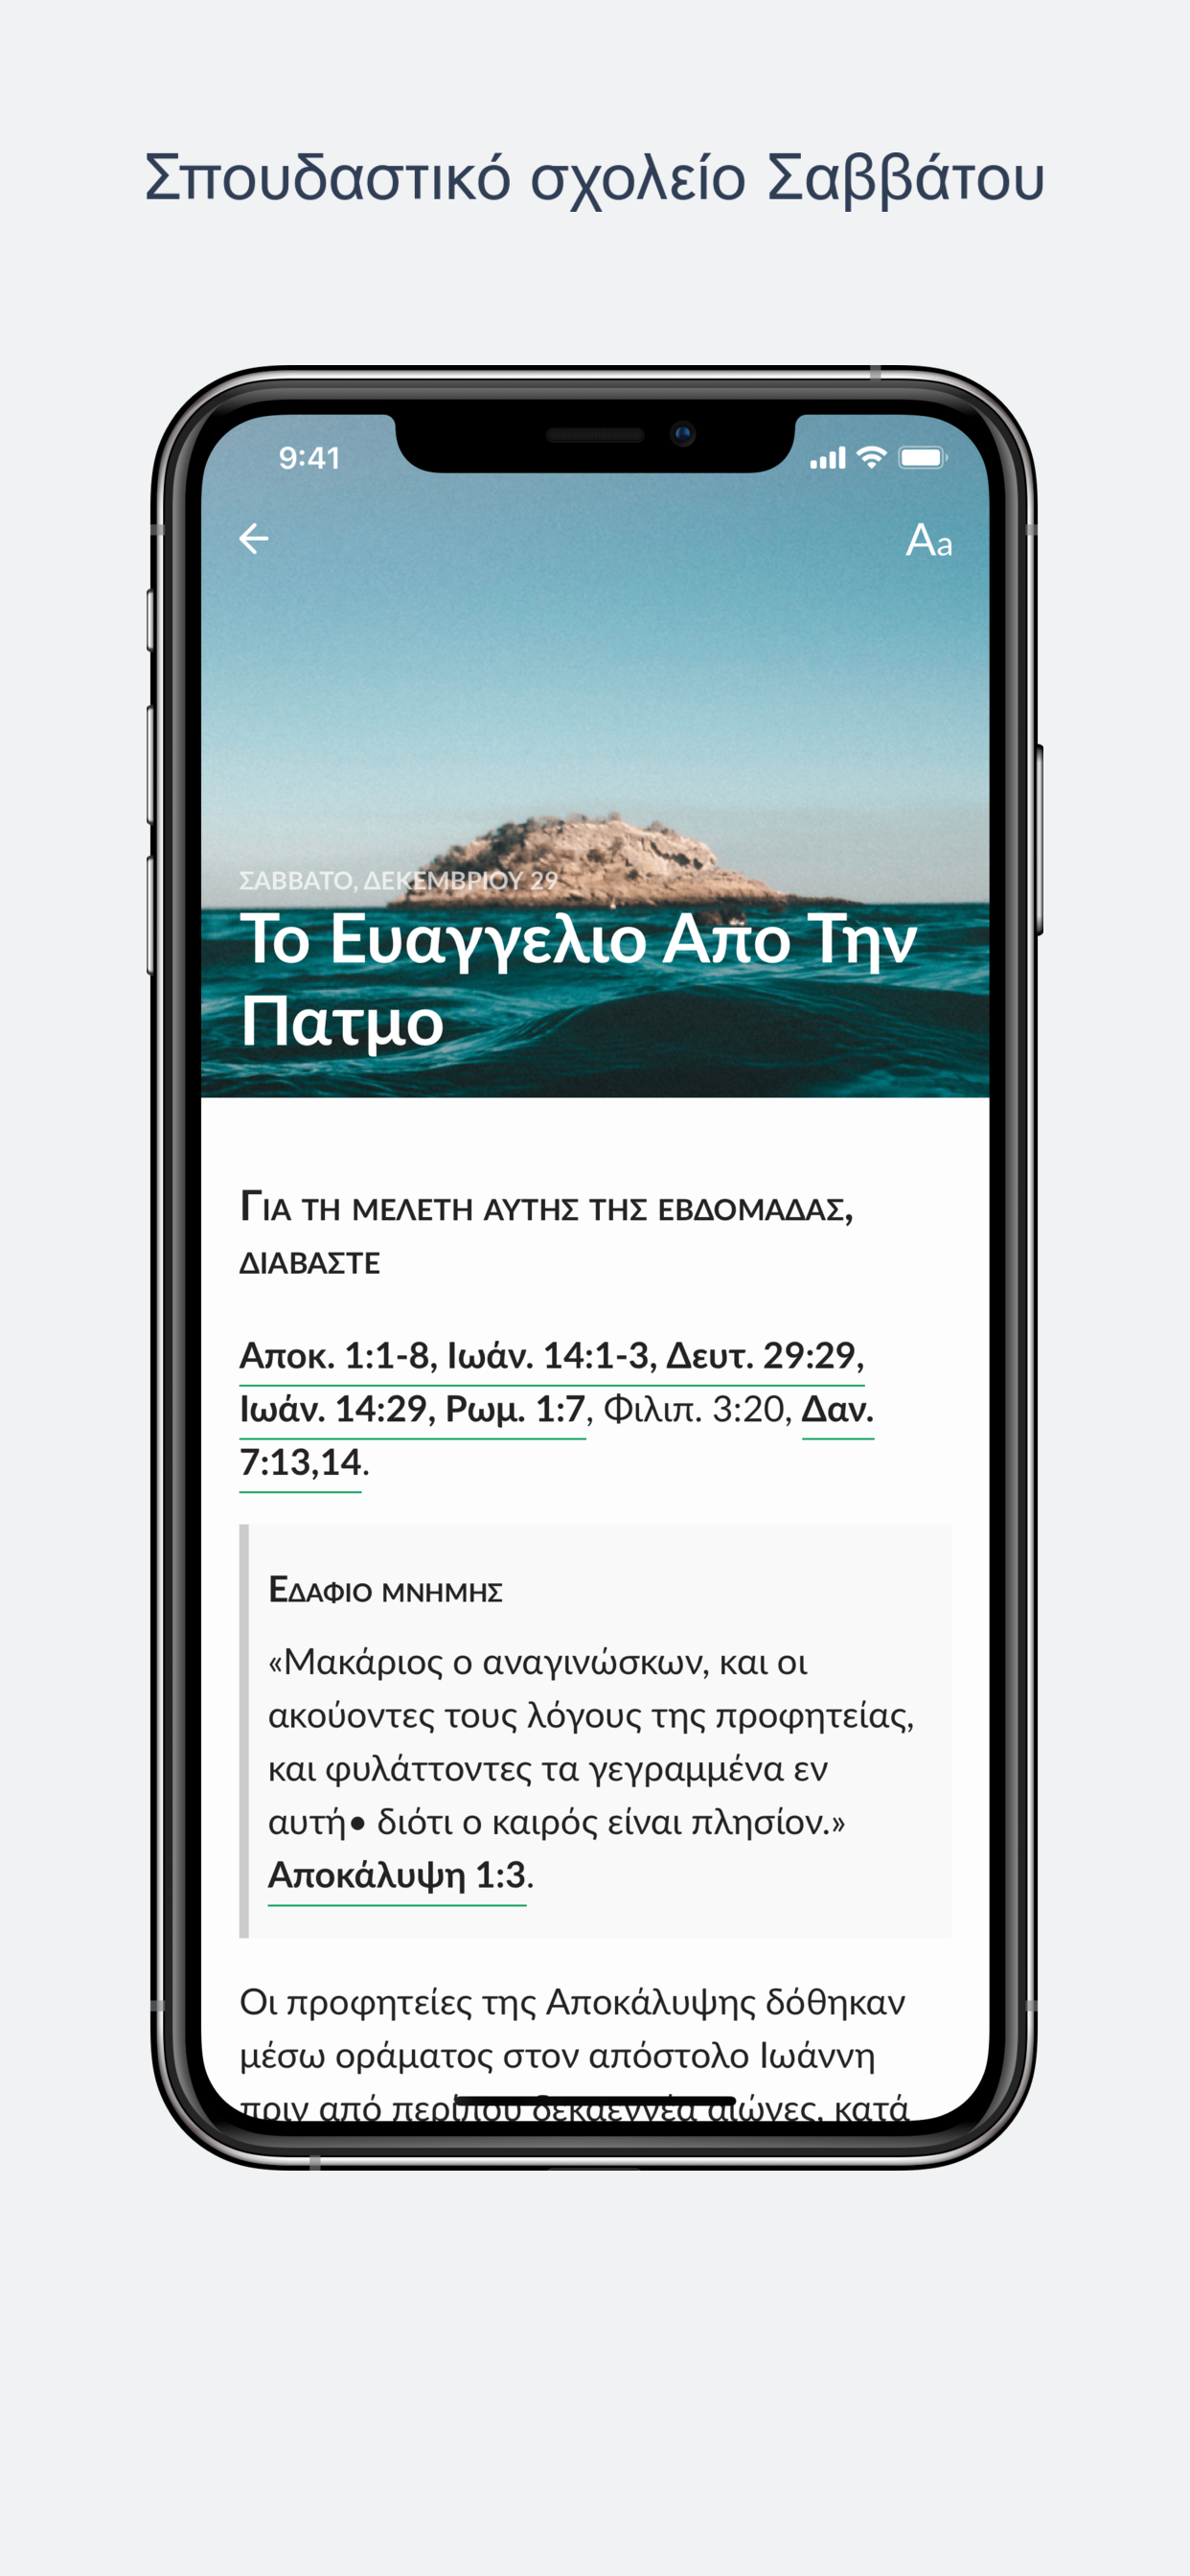 Σπουδαστικό σχολείο Σαββάτου
9:41
Aa
ΣΑΒΒΑΤΟ, ΔΕΚΕΜΒΡΙΟΥ 29
Το Ευαγγελιο Απο Την
Πατμο
Για τη μελετη αυτης της εβδομαδας,
διαβαστε
Αποκ. 1:1-8, Ιωάν. 14:1-3, Δευτ. 29:29,
Ιωάν. 14:29, Ρωμ. 1:7, Φιλιπ. 3:20, Δαν.
7:13,14.
Εδαφιο μνημης
«Μακάριος ο αναγινώσκων, και οι
ακούοντες τους λόγους της προφητείας,
και φυλάττοντες τα γεγραμμένα εν
αυτή• διότι ο καιρός είναι πλησίον.»
Αποκάλυψη 1:3.
Οι προφητείες της Αποκάλυψης δόθηκαν
μέσω οράματος στον απόστολο Ιωάννη
πριν από περίπου δεκαεννέα αιώνες, κατά